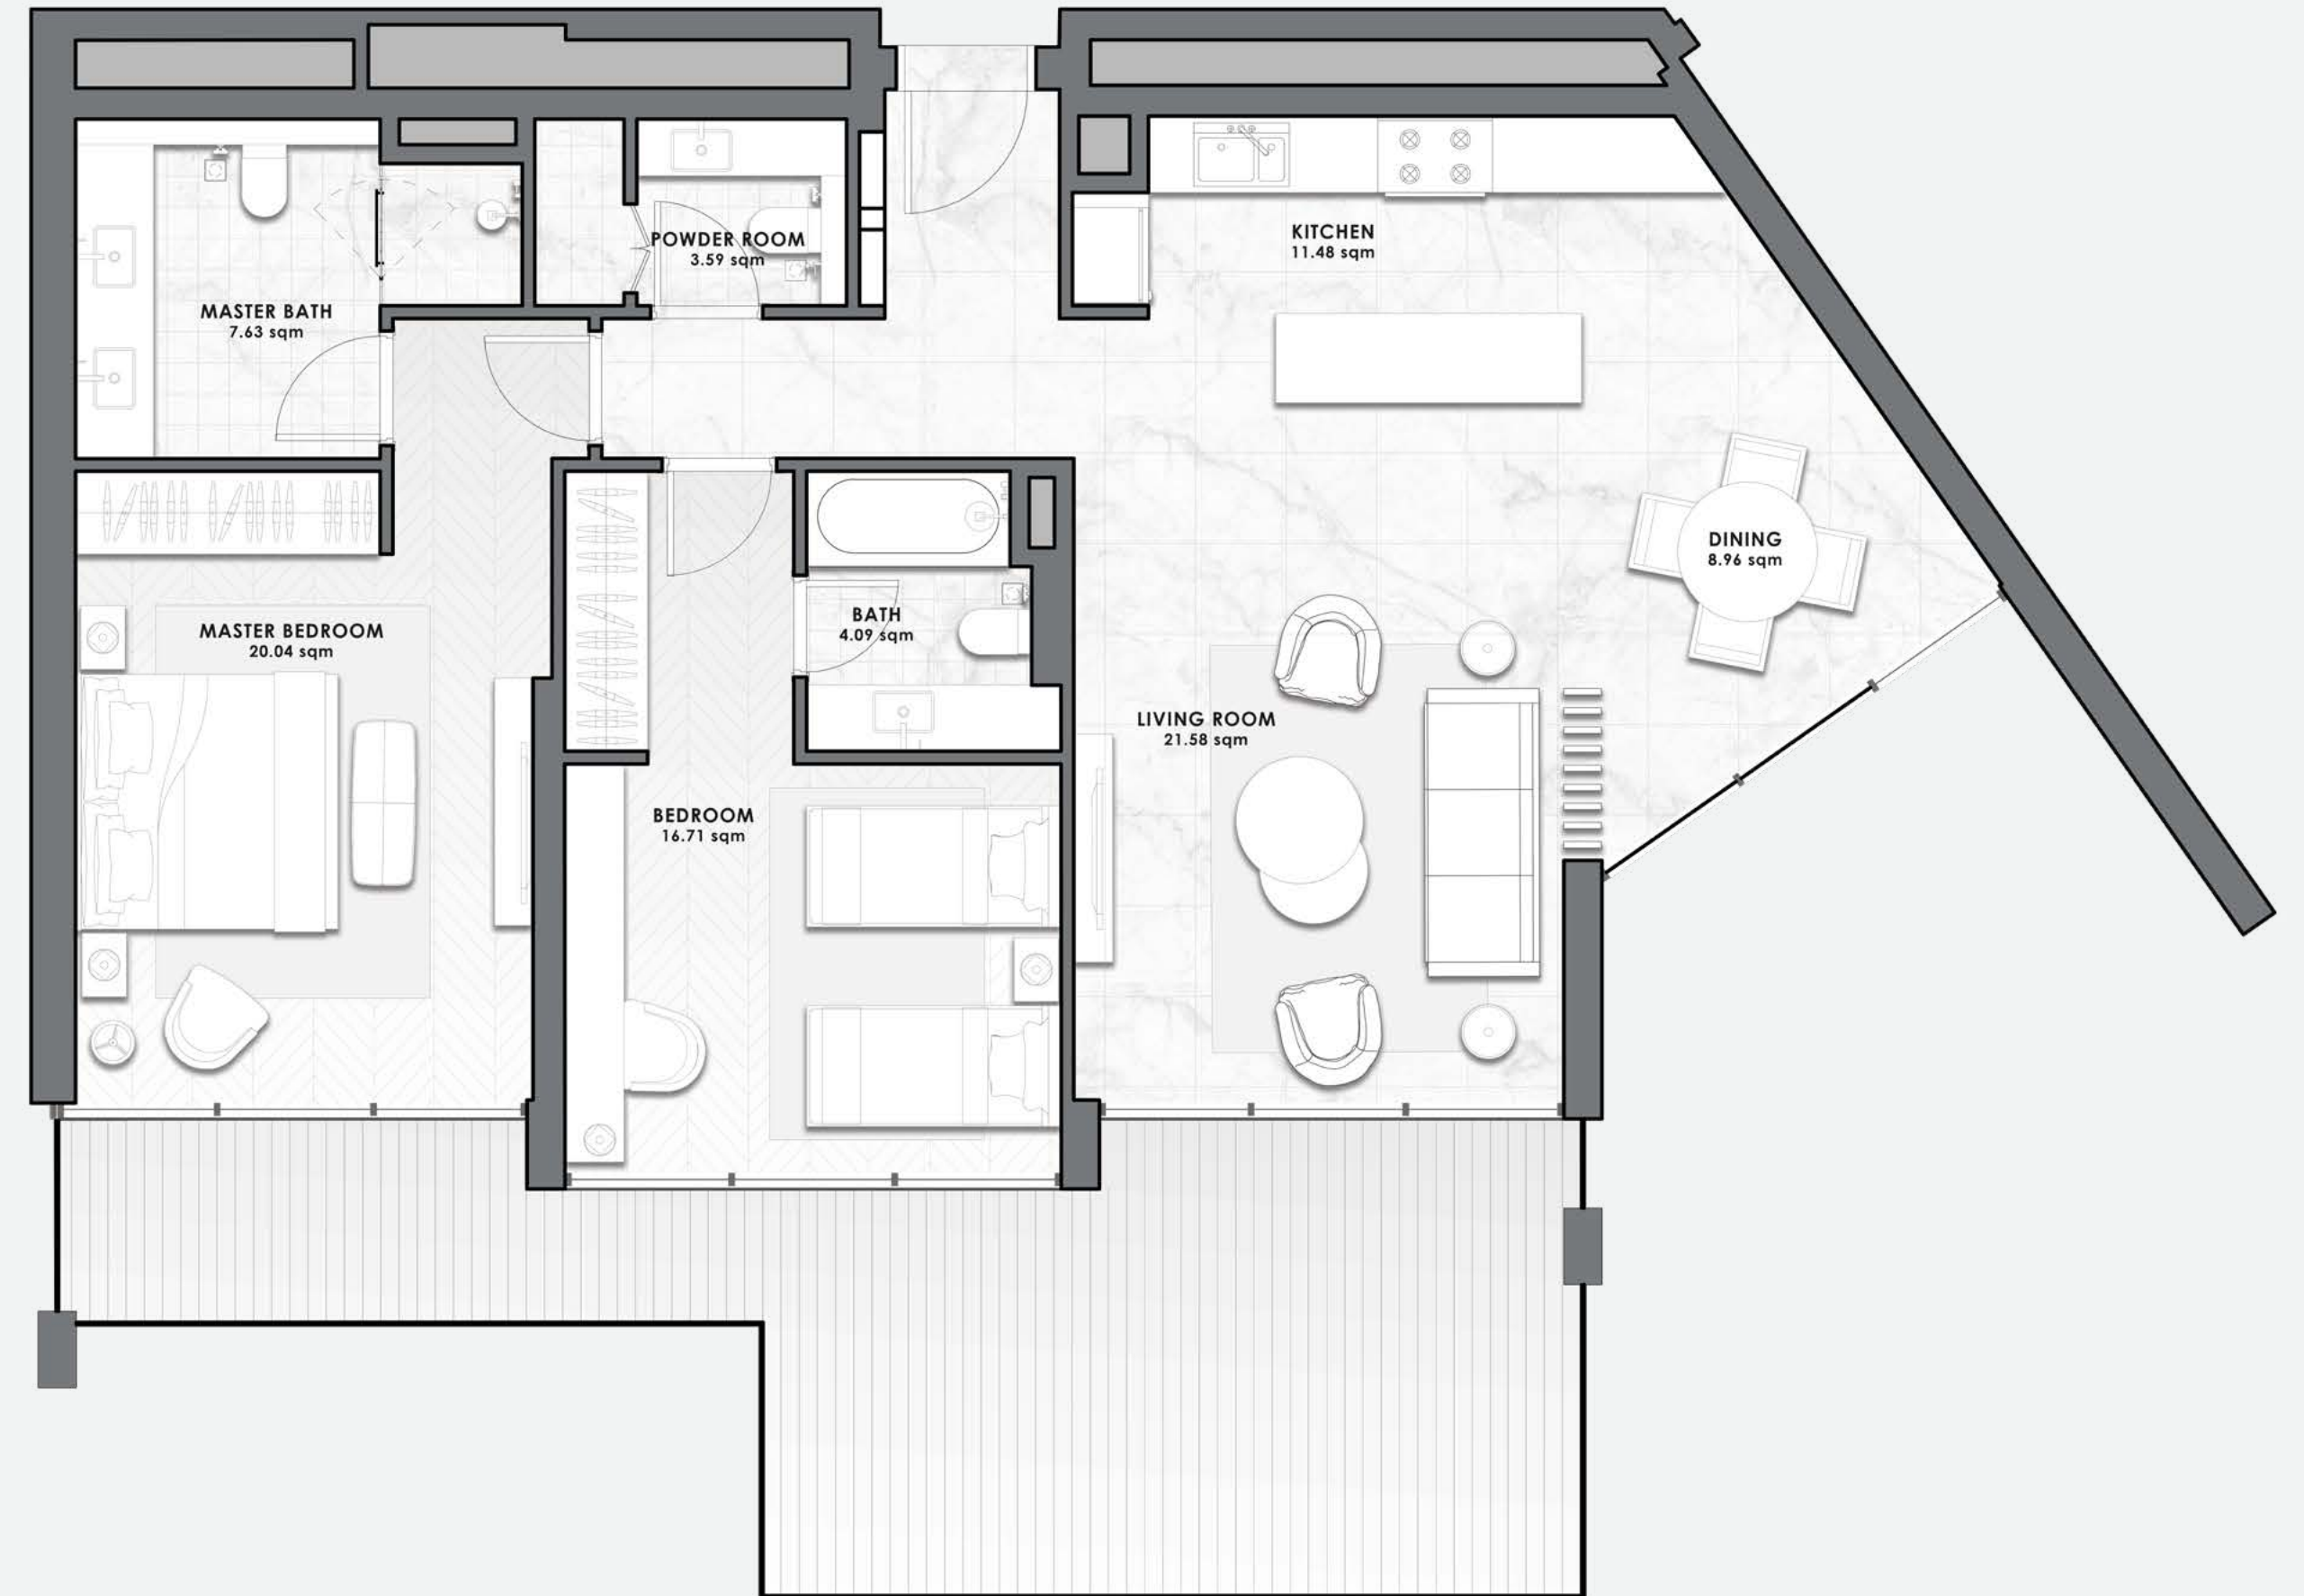 POWDER ROOM
3.59 sqm
KITCHEN
11.48 sqm
MASTER BATH
7.63 sqm
DINING
8.96 sqm
MASTER BEDROOM
20.04 sqm
BATH
4.09 sqm
LIVING ROOM
21.58 sqm
BEDROOM
16.71 sqm